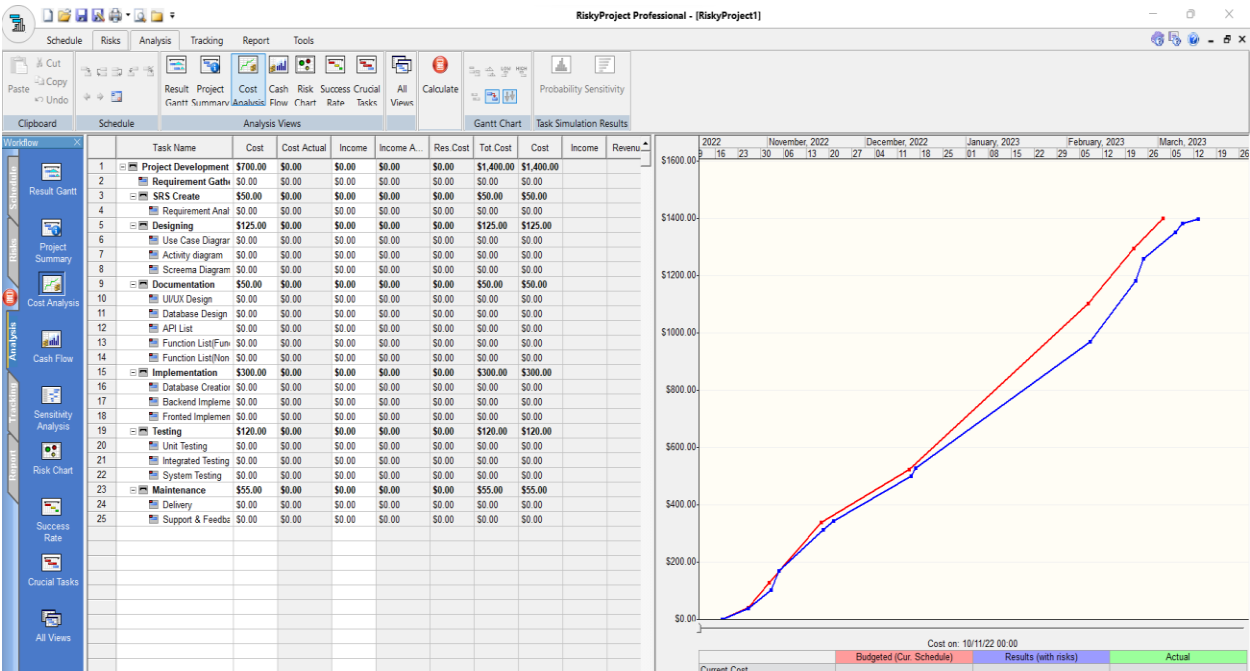 RiskyProject Professional - [RiskyProject1]
Schedule Risks Analysis Tracking Report Tools
Paste Cut Copy Undo
Result Gantt Project Summary Cost Analysis Cash Flow Risk Chart Success Rate Crucial Tasks All Views Calculate Probability Sensitivity
Clipboard Schedule Analysis Views Gantt Chart Task Simulation Results
Workflow X
Schedule
Risks
Analysis
Tracking
Report
Result Gantt
Project Summary
Cost Analysis
Cash Flow
Sensitivity Analysis
Risk Chart
Success Rate
Crucial Tasks
All Views
Task Name Cost Cost Actual Income Income A... Res.Cost Tot.Cost Cost Income Revenu
1 Project Development $700.00 $0.00 $0.00 $0.00 $0.00 $1,400.00 $1,400.00
2 Requirement Gathe $0.00 $0.00 $0.00 $0.00 $0.00 $0.00 $0.00
3 SRS Create $50.00 $0.00 $0.00 $0.00 $0.00 $50.00 $50.00
4 Requirement Anal $0.00 $0.00 $0.00 $0.00 $0.00 $0.00 $0.00
5 Designing $125.00 $0.00 $0.00 $0.00 $0.00 $125.00 $125.00
6 Use Case Diagrar $0.00 $0.00 $0.00 $0.00 $0.00 $0.00 $0.00
7 Activity diagram $0.00 $0.00 $0.00 $0.00 $0.00 $0.00 $0.00
8 Screema Diagram $0.00 $0.00 $0.00 $0.00 $0.00 $0.00 $0.00
9 Documentation $50.00 $0.00 $0.00 $0.00 $0.00 $50.00 $50.00
10 UI/UX Design $0.00 $0.00 $0.00 $0.00 $0.00 $0.00 $0.00
11 Database Design $0.00 $0.00 $0.00 $0.00 $0.00 $0.00 $0.00
12 API List $0.00 $0.00 $0.00 $0.00 $0.00 $0.00 $0.00
13 Function List(Fun $0.00 $0.00 $0.00 $0.00 $0.00 $0.00 $0.00
14 Function List(Non $0.00 $0.00 $0.00 $0.00 $0.00 $0.00 $0.00
15 Implementation $300.00 $0.00 $0.00 $0.00 $0.00 $300.00 $300.00
16 Database Creation $0.00 $0.00 $0.00 $0.00 $0.00 $0.00 $0.00
17 Backend Impleme $0.00 $0.00 $0.00 $0.00 $0.00 $0.00 $0.00
18 Fronted Implemen $0.00 $0.00 $0.00 $0.00 $0.00 $0.00 $0.00
19 Testing $120.00 $0.00 $0.00 $0.00 $0.00 $120.00 $120.00
20 Unit Testing $0.00 $0.00 $0.00 $0.00 $0.00 $0.00 $0.00
21 Integrated Testing $0.00 $0.00 $0.00 $0.00 $0.00 $0.00 $0.00
22 System Testing $0.00 $0.00 $0.00 $0.00 $0.00 $0.00 $0.00
23 Maintenance $55.00 $0.00 $0.00 $0.00 $0.00 $55.00 $55.00
24 Delivery $0.00 $0.00 $0.00 $0.00 $0.00 $0.00 $0.00
25 Support & Feedba $0.00 $0.00 $0.00 $0.00 $0.00 $0.00 $0.00
2022 November, 2022 December, 2022 January, 2023 February, 2023 March, 2023
9 16 23 30 06 13 20 27 04 11 18 25 01 08 15 22 29 05 12 19 26 05 12 19 26
$1600.00
$1400.00
$1200.00
$1000.00
$800.00
$600.00
$400.00
$200.00
$0.00
Cost on: 10/11/22 00:00
Budgeted (Cur. Schedule) Results (with risks) Actual
Current Cost